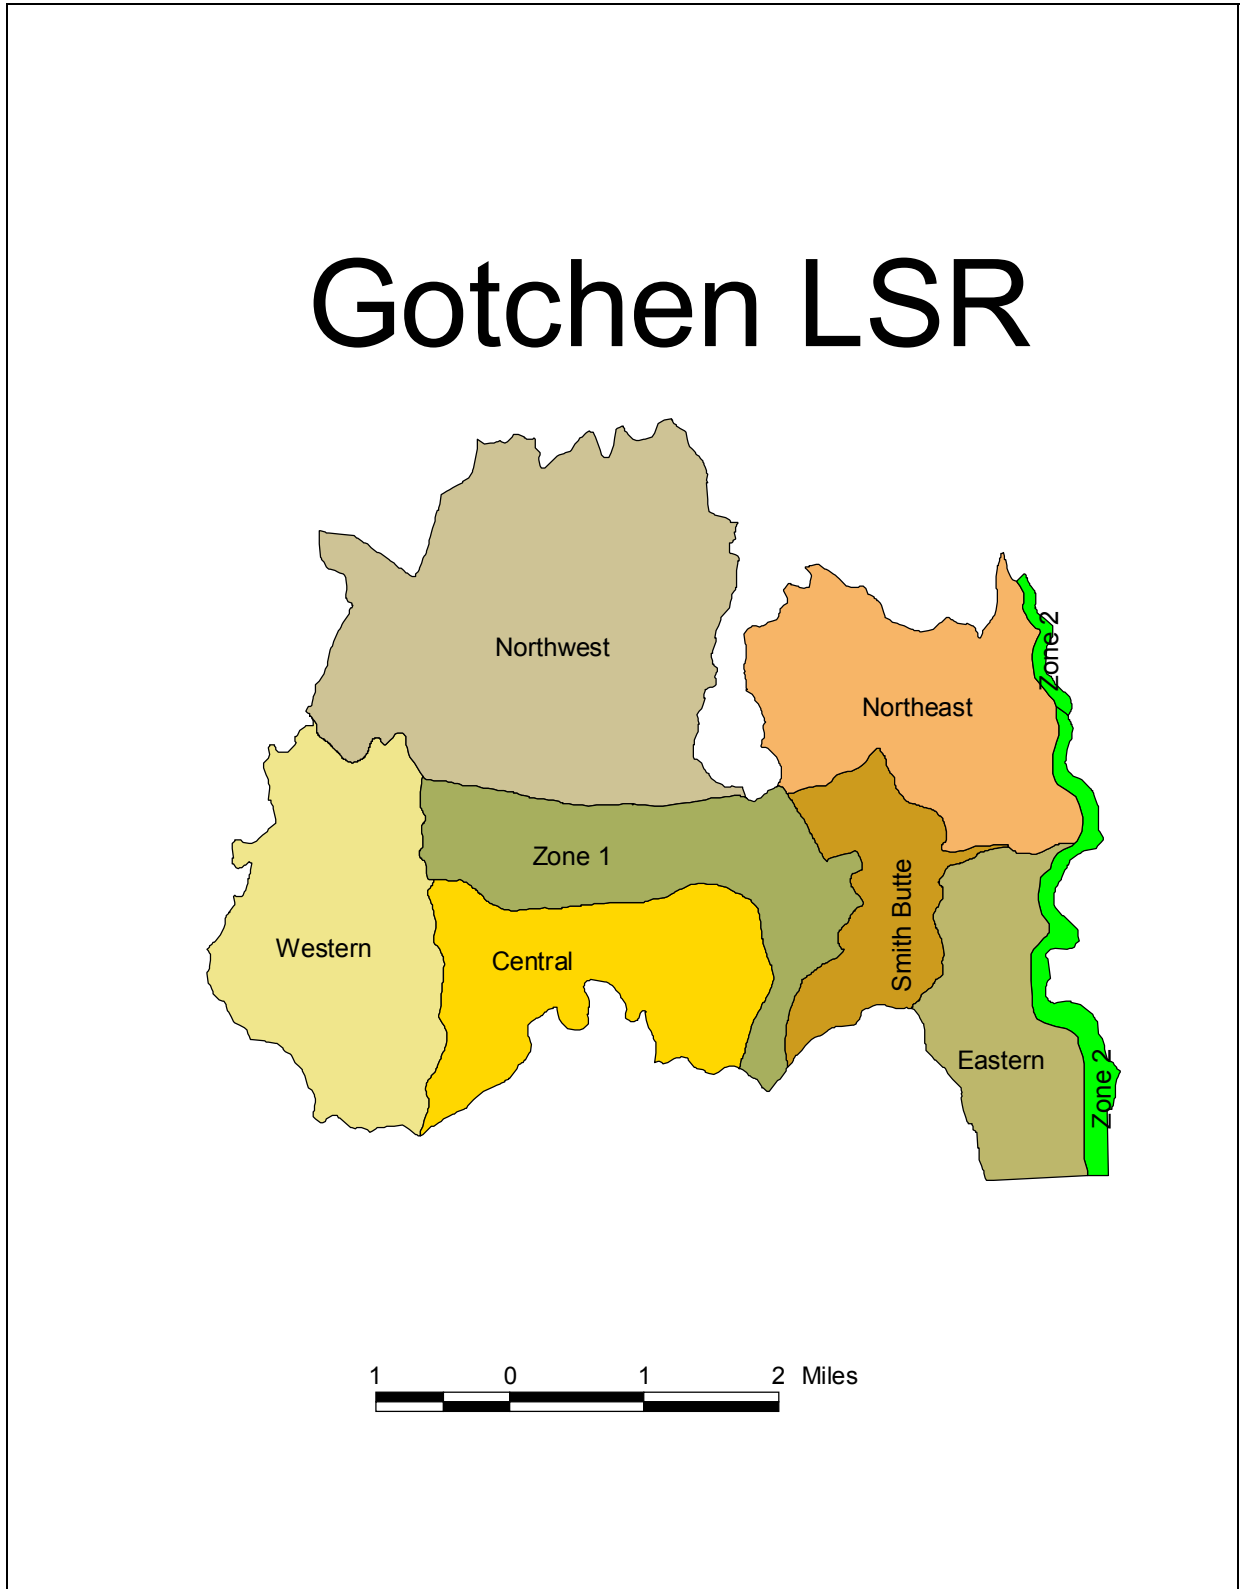 Gotchen LSR
Northwest
Zone 2
Northeast
Zone 1
Smith Butte
Western
Central
Eastern
Zone 2
1 0 1 2 Miles